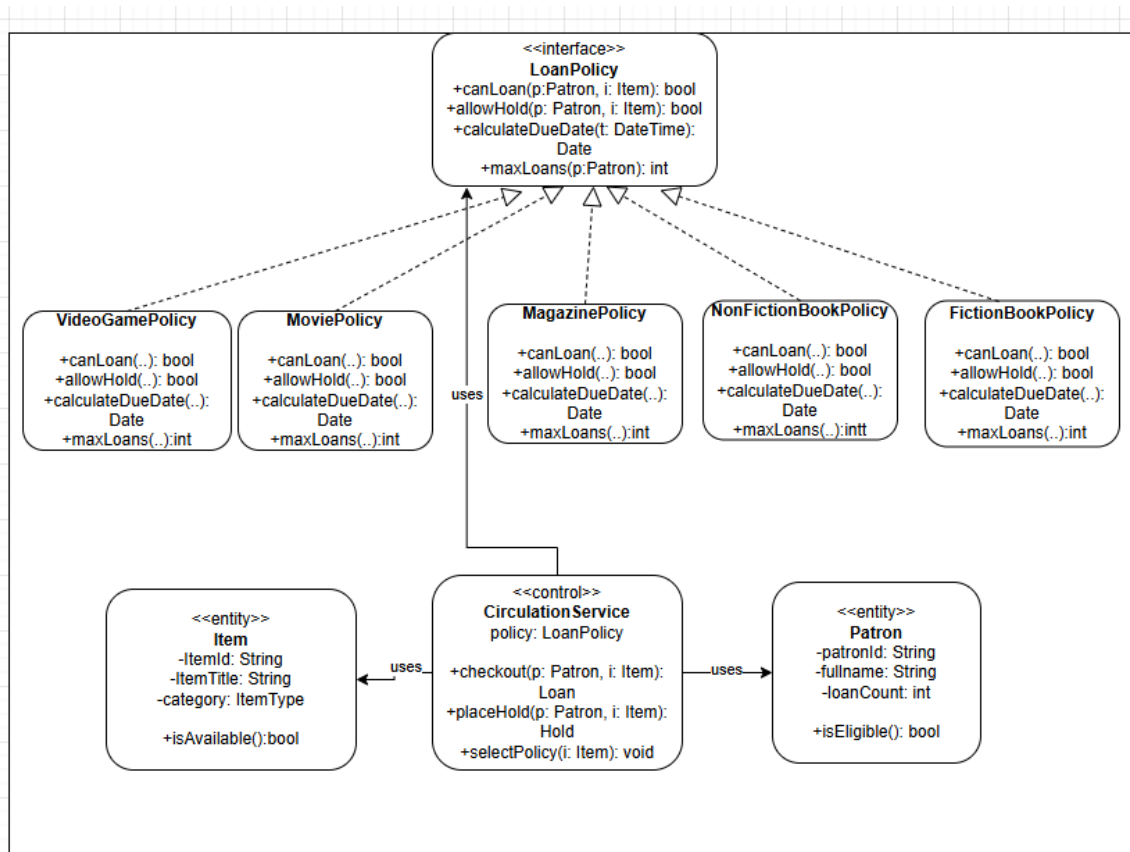 <<interface>>
LoanPolicy
+canLoan(p:Patron, i: Item): bool
+allowHold(p: Patron, i: Item): bool
+calculateDueDate(t: DateTime):
Date
+maxLoans(p:Patron): int
VideoGamePolicy
+canLoan(..): bool
+allowHold(..): bool
+calculateDueDate(..):
Date
+maxLoans(..):int
MoviePolicy
+canLoan(..): bool
+allowHold(..): bool
+calculateDueDate(..):
Date
+maxLoans(..):int
uses
MagazinePolicy
+canLoan(..): bool
+allowHold(..): bool
+calculateDueDate(..):
Date
+maxLoans(..):int
NonFictionBookPolicy
+canLoan(..): bool
+allowHold(..): bool
+calculateDueDate(..):
Date
+maxLoans(..):intt
FictionBookPolicy
+canLoan(..): bool
+allowHold(..): bool
+calculateDueDate(..):
Date
+maxLoans(..):int
<<entity>>
Item
-ItemId: String
-ItemTitle: String
-category: ItemType
+isAvailable():bool
uses
<<control>>
CirculationService
policy: LoanPolicy
+checkout(p: Patron, i: Item):
Loan
+placeHold(p: Patron, i: Item):
Hold
+selectPolicy(i: Item): void
uses
<<entity>>
Patron
-patronId: String
-fullname: String
-loanCount: int
+isEligible(): bool